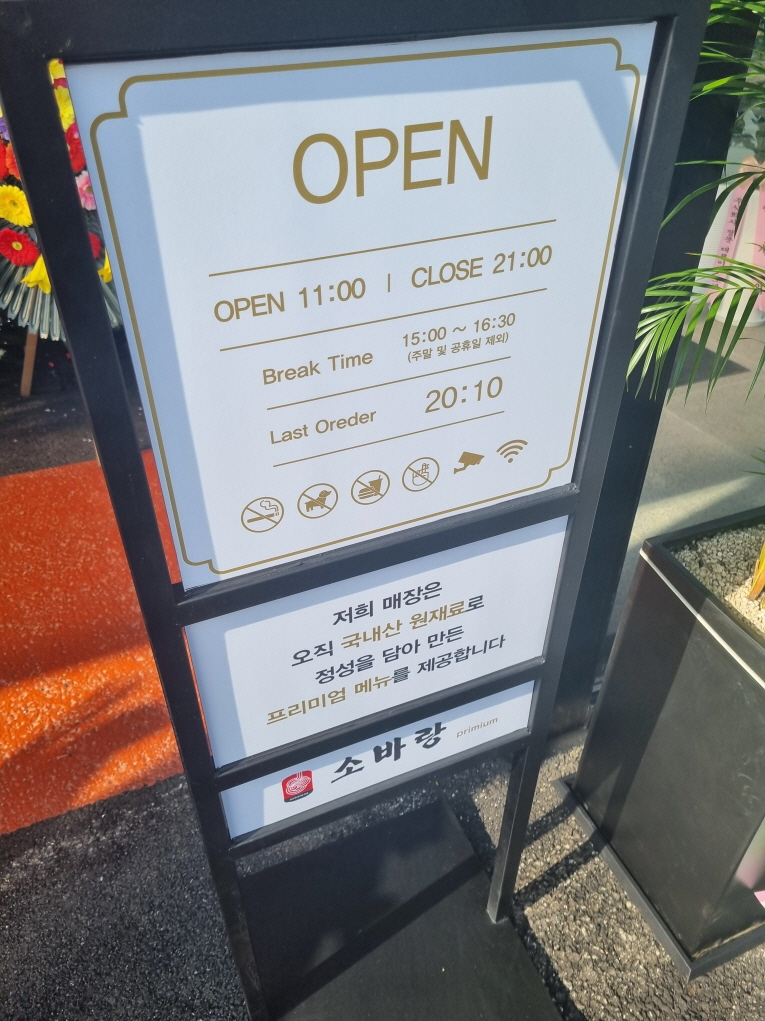 OPEN
OPEN 11:00 | CLOSE 21:00
Break Time 15:00 ~ 16:30
(주말 및 공휴일 제외)
Last Oreder 20:10
저희 매장은
오직 국내산 원재료로
정성을 담아 만든
프리미엄 메뉴를 제공합니다
소바랑 primium